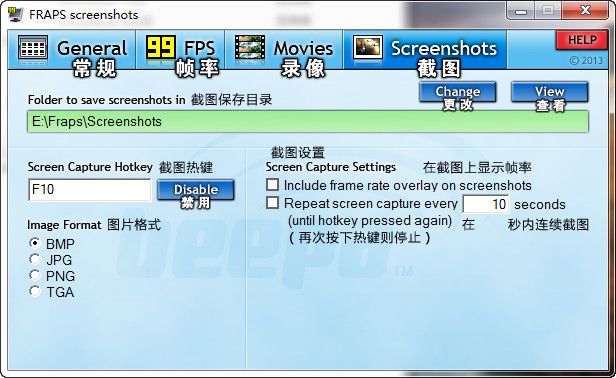 FRAPS screenshots
General
常规
99 FPS
帧率
Movies
录像
Screenshots
截图
HELP
© 2013
Folder to save screenshots in 截图保存目录
Change
更改
View
查看
E:\Fraps\Screenshots
Screen Capture Hotkey 截图热键
F10
Disable
禁用
Image Format 图片格式
BMP
JPG
PNG
TGA
截图设置
Screen Capture Settings 在截图上显示帧率
Include frame rate overlay on screenshots
Repeat screen capture every 10 seconds
(until hotkey pressed again) 在 秒内连续截图
（再次按下热键则停止）
beepa TM